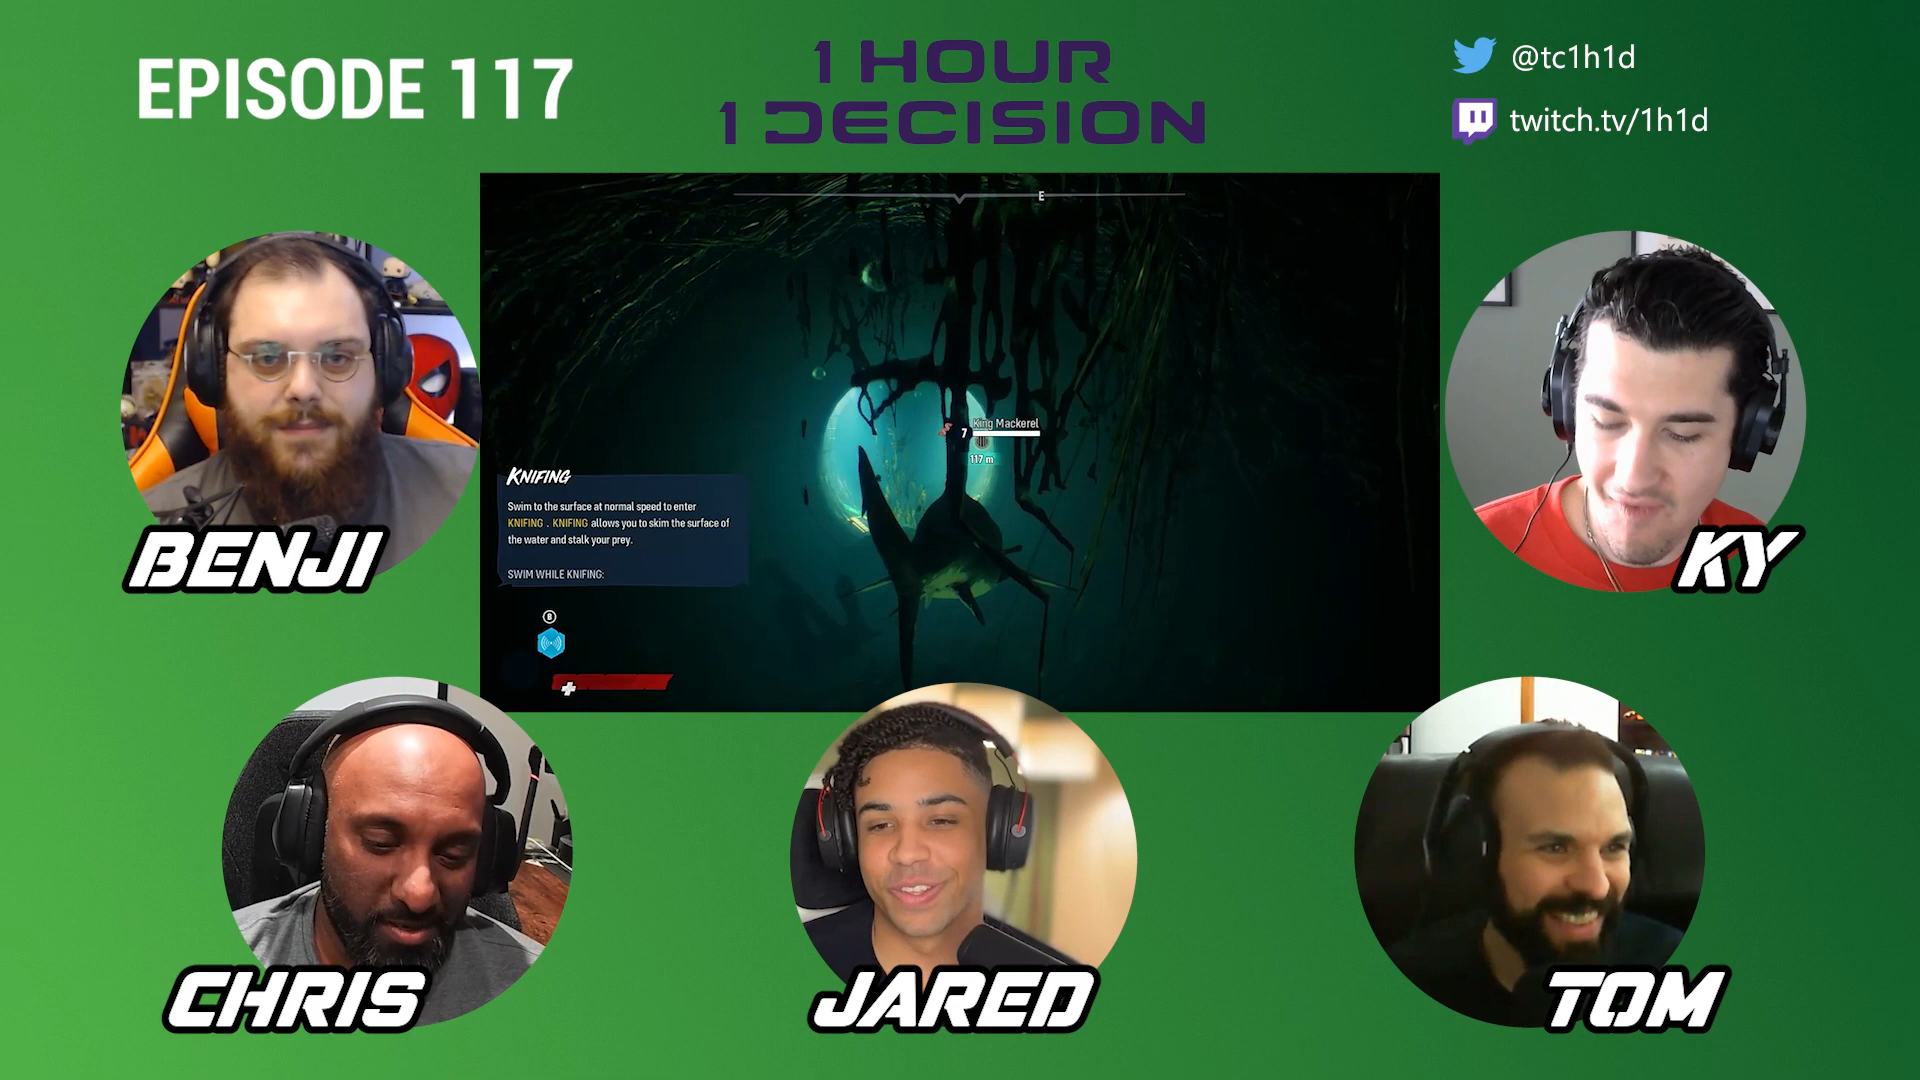 EPISODE 117
1 HOUR
1 DECISION
@tc1h1d
twitch.tv/1h1d
E
King Mackerel
7
117 m
KNIFING
Swim to the surface at normal speed to enter
KNIFING . KNIFING allows you to skim the surface of
the water and stalk your prey.
SWIM WHILE KNIFING:
B
BENJI
KY
CHRIS
JARED
TOM